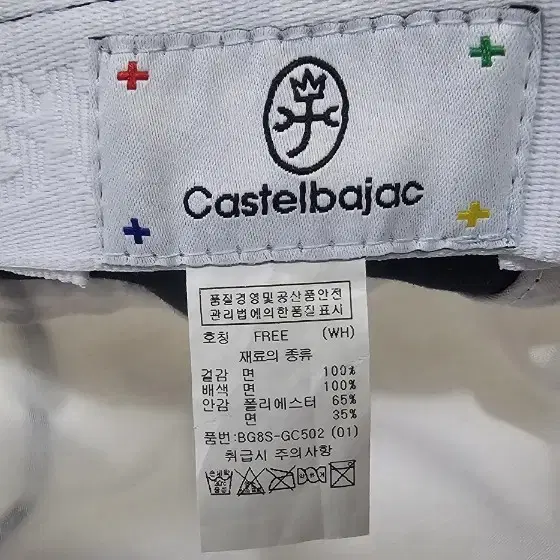 Castelbajac
품질경영및공산품안전
관리법에의한품질표시
호칭 FREE (WH)
재료의 종류
겉감 면 100%
배색 면 100%
안감 폴리에스터 65%
면 35%
품번:BG8S-GC502 (01)
취급시 주의사항
손세탁